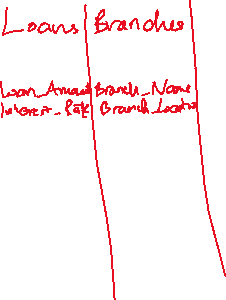 Loans Branches
Loan_Amount Branch_Name
Interest_Rate Branch_Location